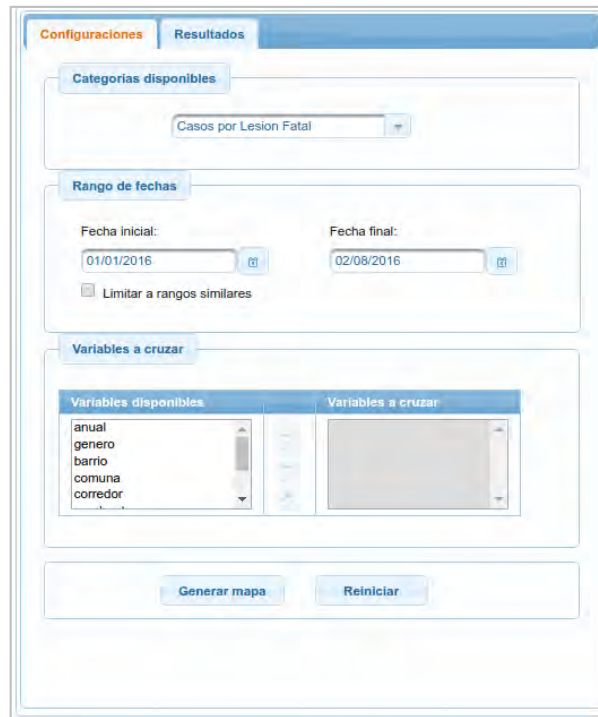 Configuraciones Resultados
Categorias disponibles
Casos por Lesion Fatal
Rango de fechas
Fecha inicial: Fecha final:
01/01/2016 02/08/2016
Limitar a rangos similares
Variables a cruzar
Variables disponibles Variables a cruzar
anual
genero
barrio
comuna
corredor
Generar mapa Reiniciar